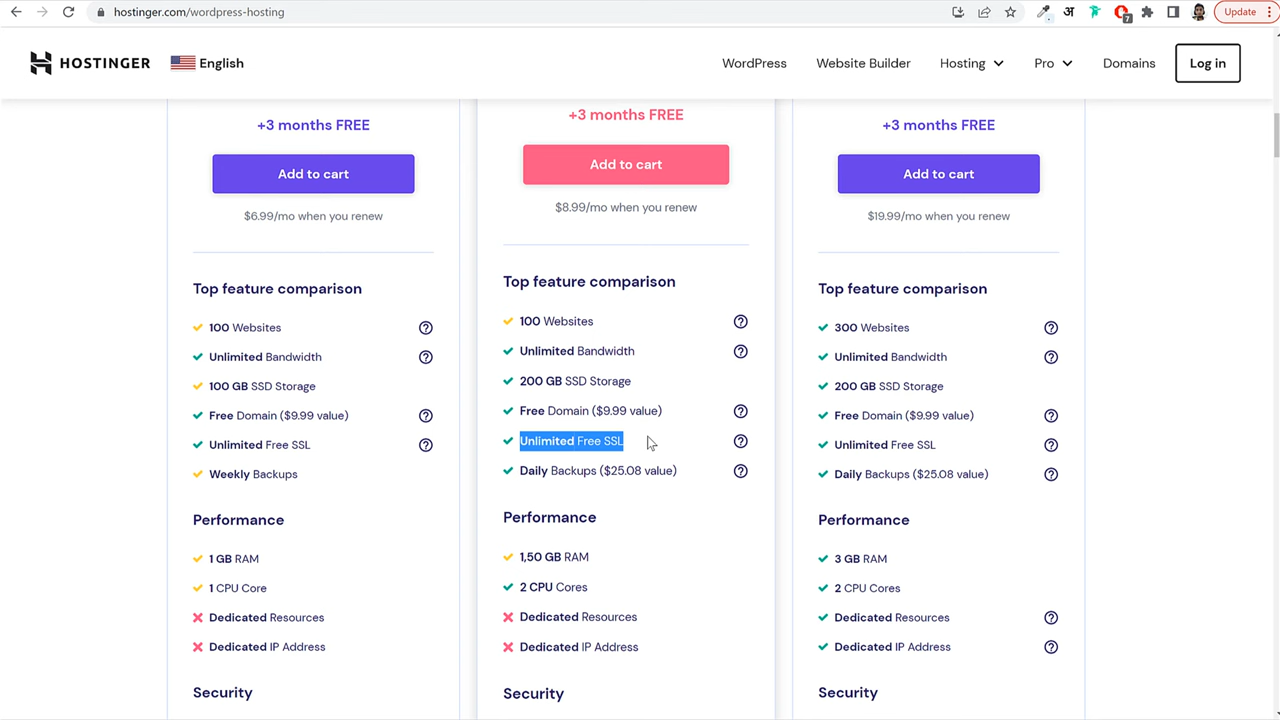 hostinger.com/wordpress-hosting
अ
7
Update
HOSTINGER
English
WordPress
Website Builder
Hosting
Pro
Domains
Log in
+3 months FREE
Add to cart
$6.99/mo when you renew
Top feature comparison
100 Websites
Unlimited Bandwidth
100 GB SSD Storage
Free Domain ($9.99 value)
Unlimited Free SSL
Weekly Backups
Performance
1 GB RAM
1 CPU Core
Dedicated Resources
Dedicated IP Address
Security
+3 months FREE
Add to cart
$8.99/mo when you renew
Top feature comparison
100 Websites
Unlimited Bandwidth
200 GB SSD Storage
Free Domain ($9.99 value)
Unlimited Free SSL
Daily Backups ($25.08 value)
Performance
1,50 GB RAM
2 CPU Cores
Dedicated Resources
Dedicated IP Address
Security
+3 months FREE
Add to cart
$19.99/mo when you renew
Top feature comparison
300 Websites
Unlimited Bandwidth
200 GB SSD Storage
Free Domain ($9.99 value)
Unlimited Free SSL
Daily Backups ($25.08 value)
Performance
3 GB RAM
2 CPU Cores
Dedicated Resources
Dedicated IP Address
Security